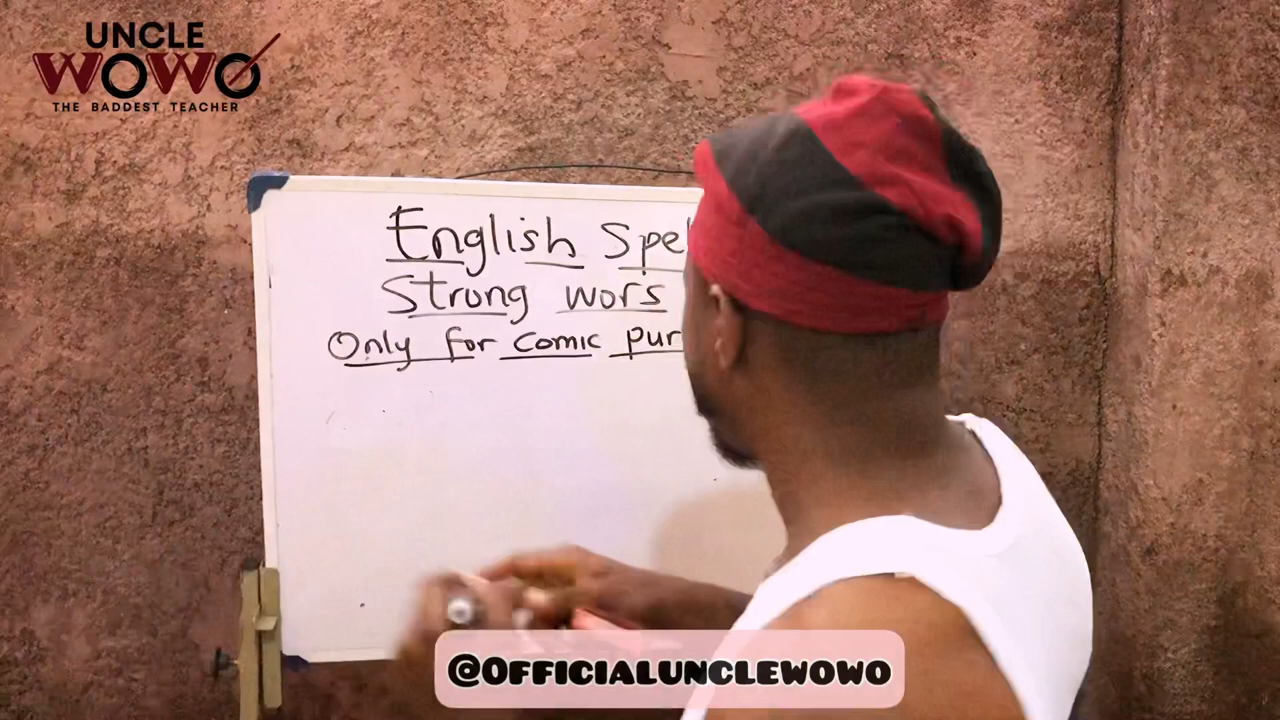 UNCLE
WOWO
THE BADDEST TEACHER
English Spel
Strong wors
Only for comic pur
@OFFICIALUNCLEWOWO